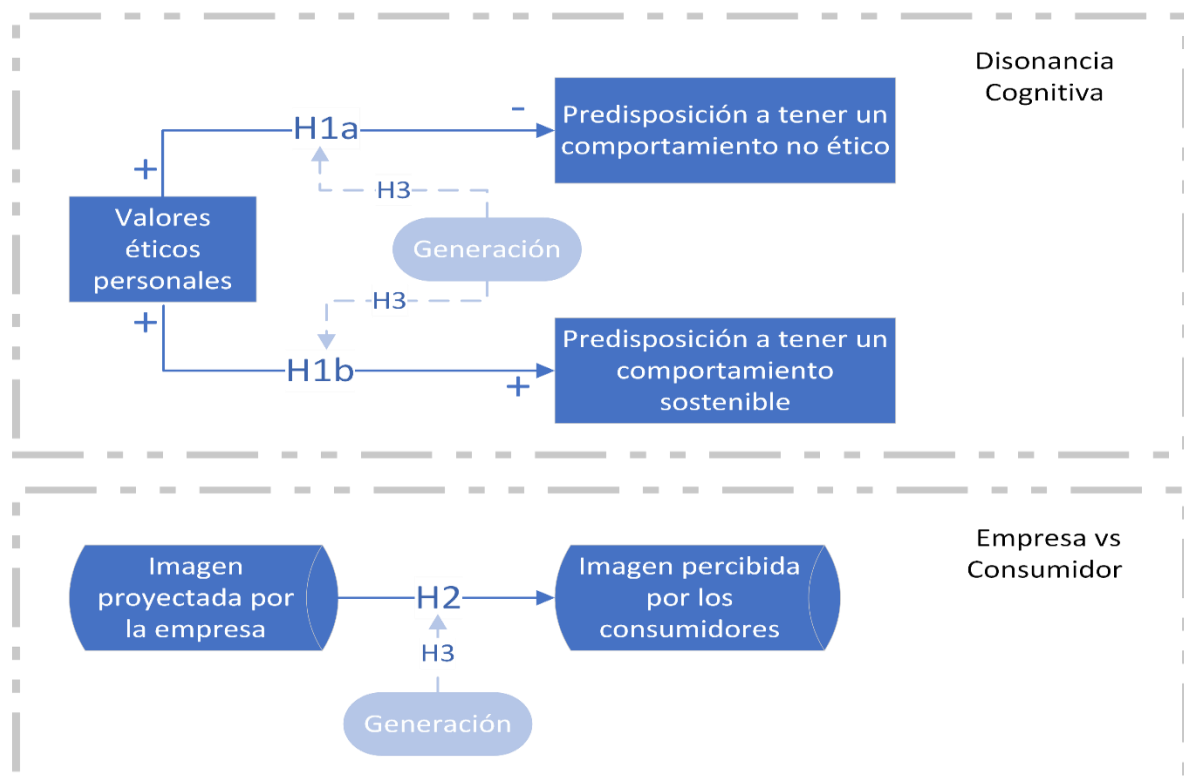 Disonancia
Cognitiva
Predisposición a tener un
comportamiento no ético
-
H1a
+
H3
Valores
éticos
personales
Generación
H3
+
H1b
+
Predisposición a tener un
comportamiento
sostenible
Empresa vs
Consumidor
Imagen
proyectada por
la empresa
H2
Imagen percibida
por los
consumidores
H3
Generación